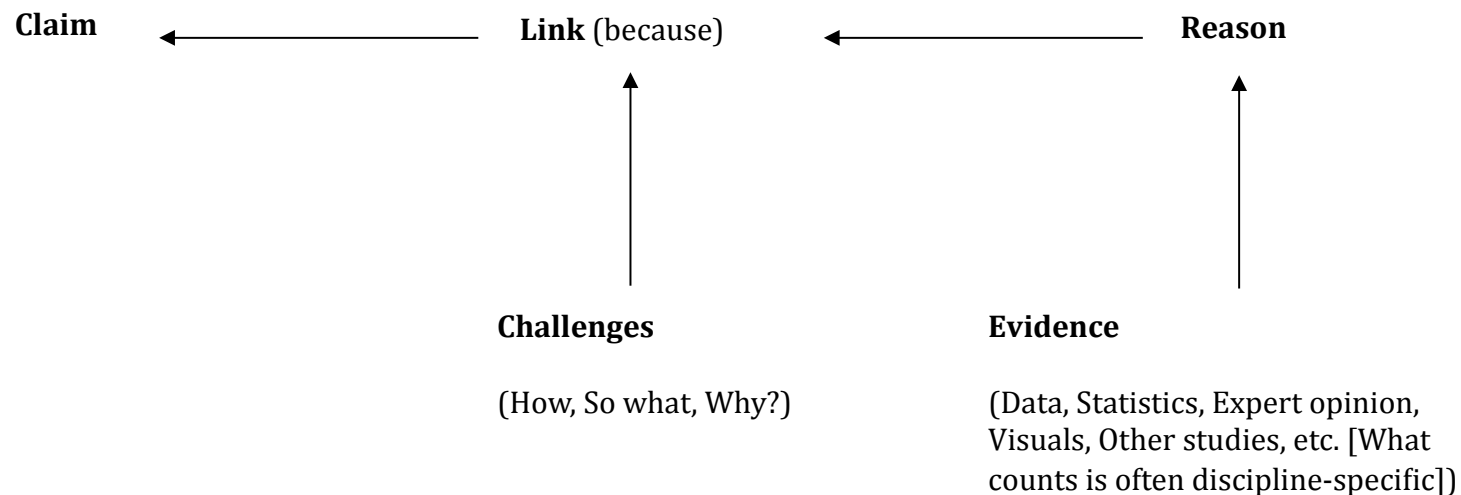 Claim
Link (because)
Reason
Challenges
Evidence
(How, So what, Why?)
(Data, Statistics, Expert opinion,
Visuals, Other studies, etc. [What
counts is often discipline-specific])